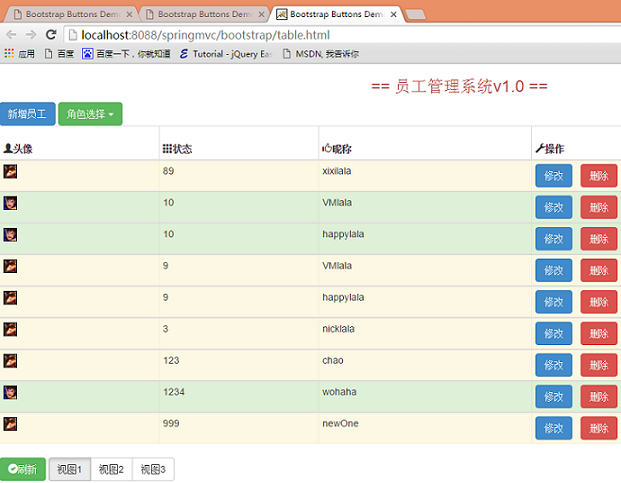 Bootstrap Buttons Dem Bootstrap Buttons Dem Bootstrap Buttons Dem
localhost:8088/springmvc/bootstrap/table.html
应用 百度 百度一下，你就知道 Tutorial - jQuery Eas MSDN, 我告诉你
== 员工管理系统v1.0 ==
新增员工 角色选择
头像 状态 昵称 操作
89 xixilala 修改 删除
10 VMlala 修改 删除
10 happylala 修改 删除
9 VMlala 修改 删除
9 happylala 修改 删除
3 nicklala 修改 删除
123 chao 修改 删除
1234 wohaha 修改 删除
999 newOne 修改 删除
刷新 视图1 视图2 视图3